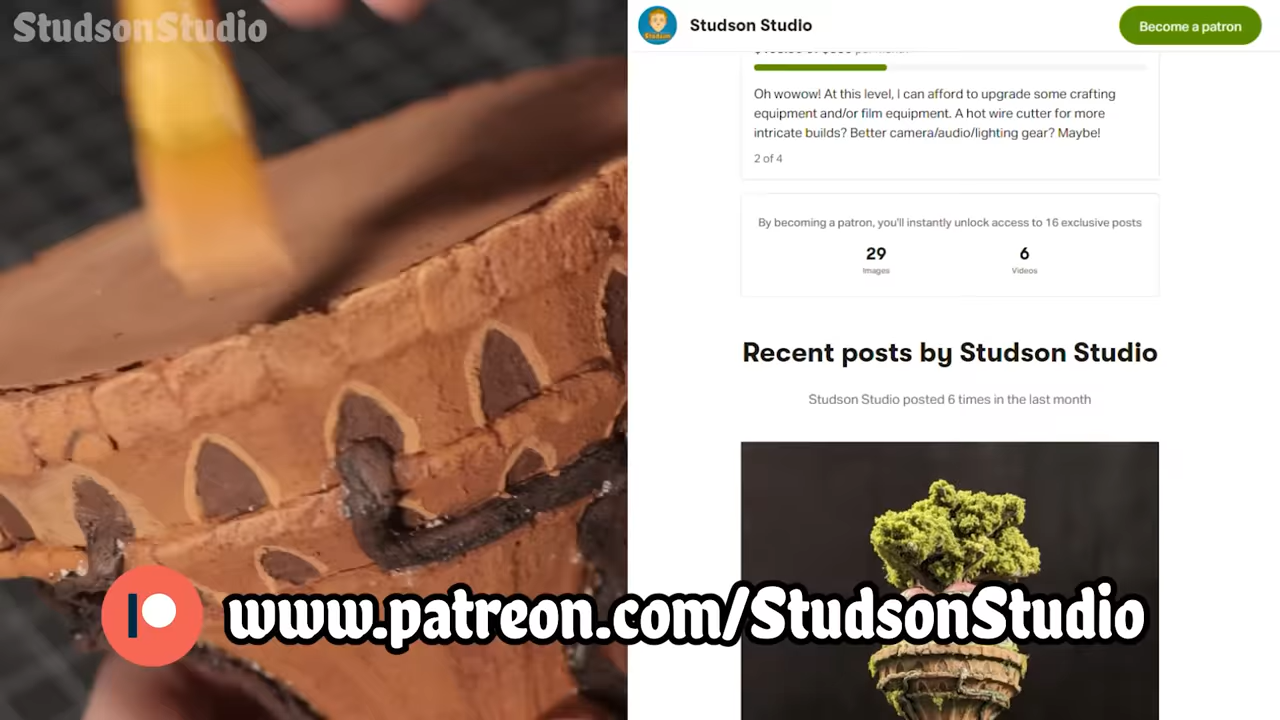 StudsonStudio
Studson Studio
Become a patron
Oh wowow! At this level, I can afford to upgrade some crafting
equipment and/or film equipment. A hot wire cutter for more
intricate builds? Better camera/audio/lighting gear? Maybe!
2 of 4
By becoming a patron, you'll instantly unlock access to 16 exclusive posts
29
Images
6
Videos
Recent posts by Studson Studio
Studson Studio posted 6 times in the last month
www.patreon.com/StudsonStudio